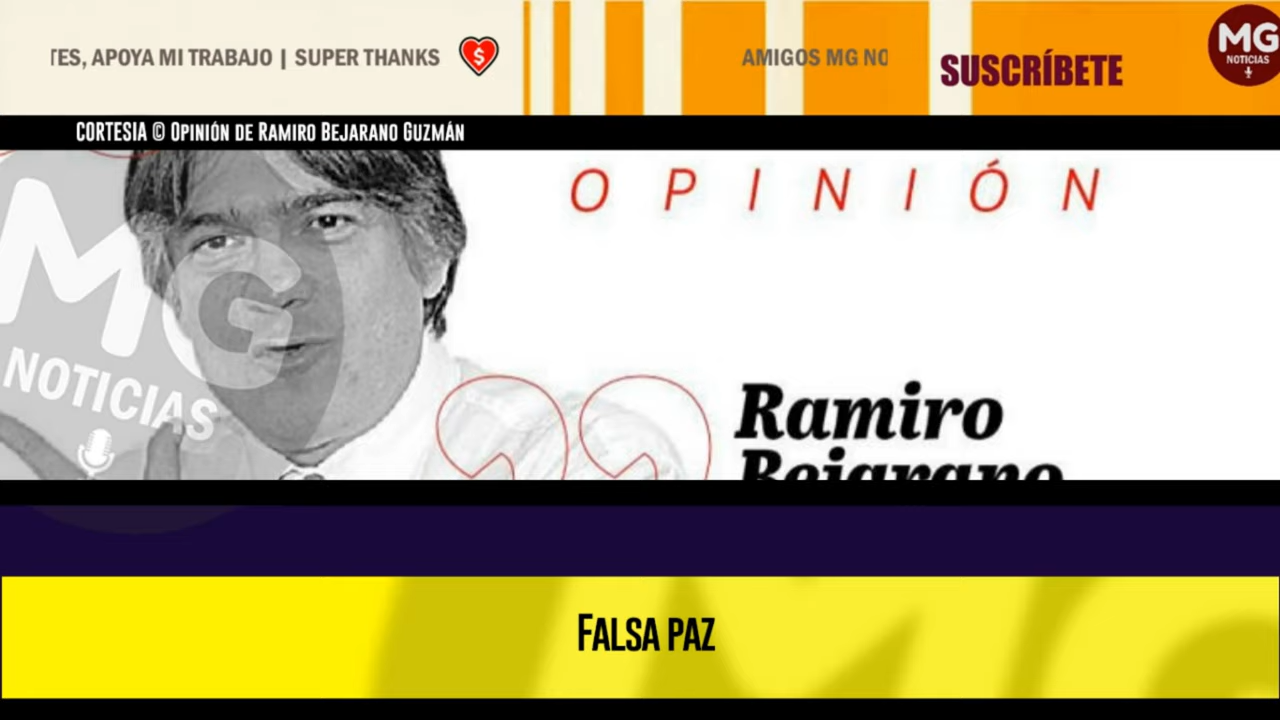 TES, APOYA MI TRABAJO | SUPER THANKS
AMIGOS MG NO
SUSCRÍBETE
MG
NOTICIAS
CORTESIA © OPINIÓN DE RAMIRO BEJARANO GUZMÁN
OPINIÓN
MG
NOTICIAS
Ramiro
Bejarano
FALSA PAZ